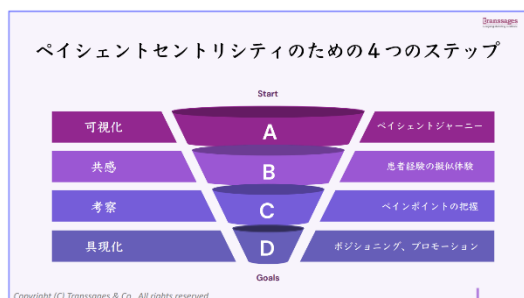 Transsages
ペイシェントセントリシティのための４つのステップ
Start
可視化 A ペイシェントジャーニー
共感 B 患者経験の擬似体験
考察 C ペインポイントの把握
具現化 D ポジショニング、プロモーション
Goals
Copyright (C) Transsages & Co., All rights reserved